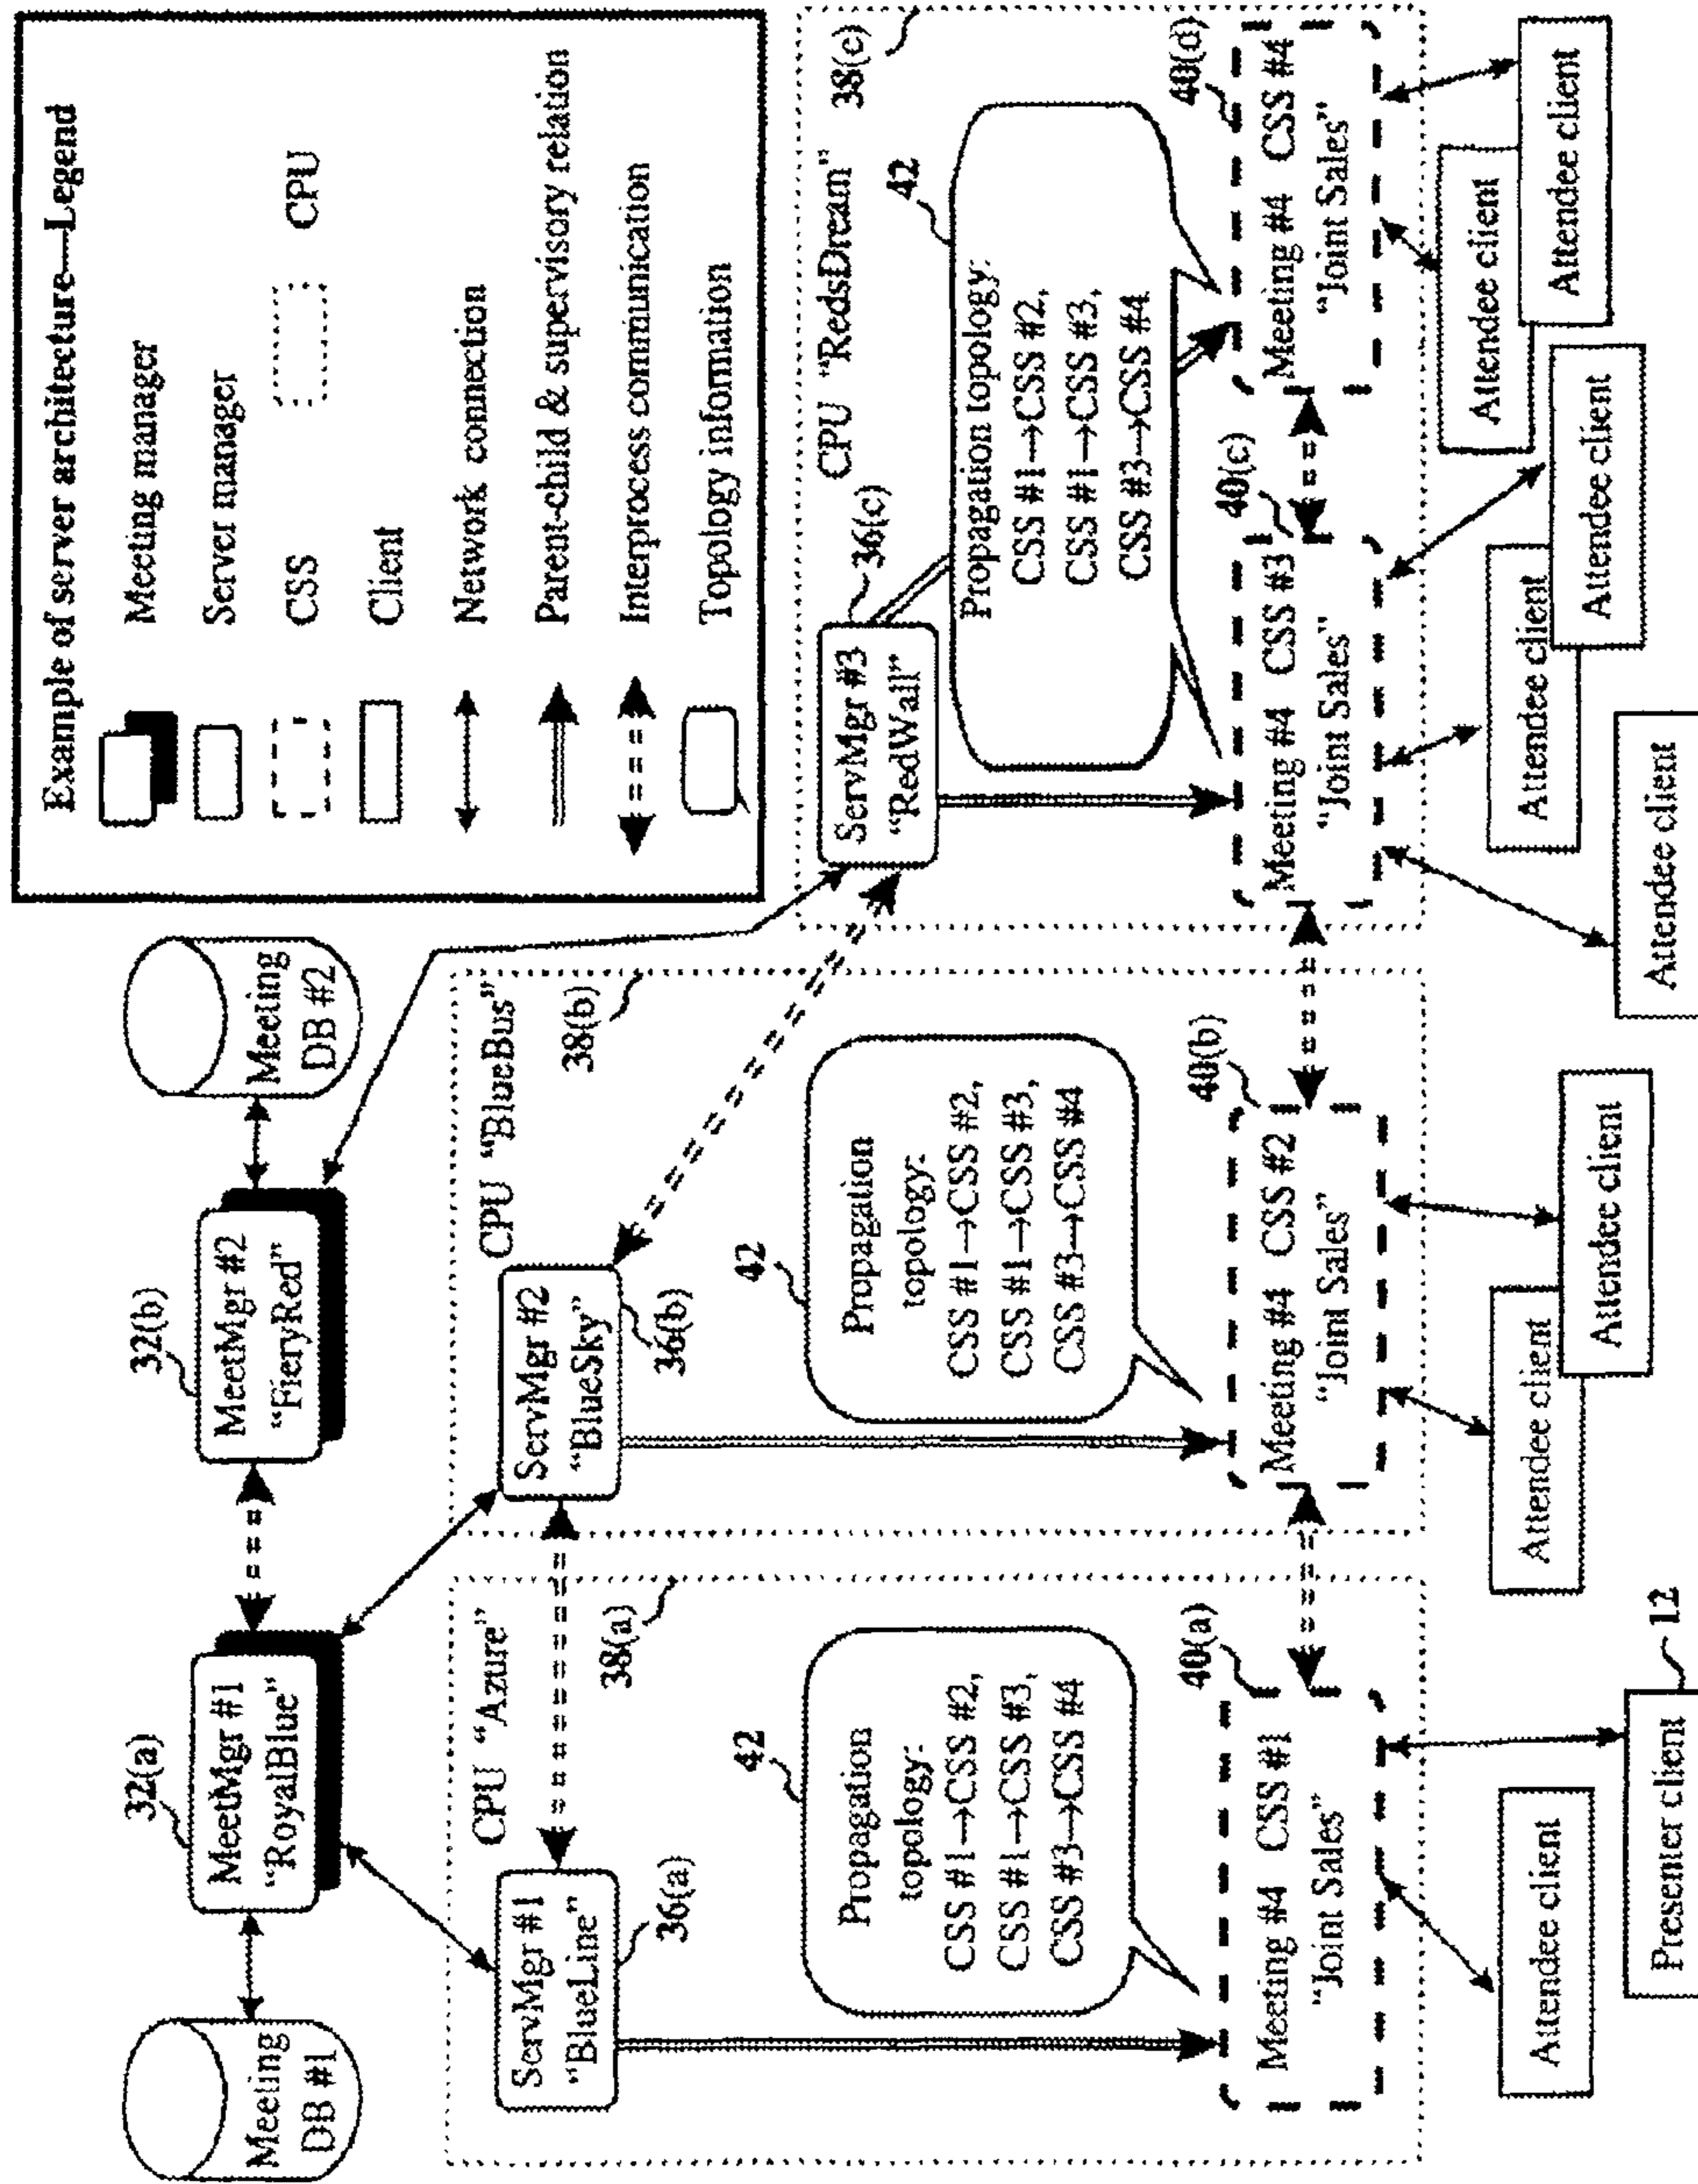 Example of server architecture—Legend
Meeting manager
Server manager
CSS
CPU
Client
Network connection
Parent-child & supervisory relation
Interprocess communication
Topology information
Meeting
DB #1
32(a)
MeetMgr #1
“RoyalBlue”
32(b)
MeetMgr #2
“FieryRed”
Meeting
DB #2
CPU “Azure”
38(a)
ServMgr #1
“BlueLine”
36(a)
42
Propagation
topology:
CSS #1→CSS #2,
CSS #1→CSS #3,
CSS #3→CSS #4
40(a)
Meeting #4 CSS #1
“Joint Sales”
Attendee client
Presenter client
12
CPU “BlueBus”
38(b)
ServMgr #2
“BlueSky”
36(b)
42
Propagation
topology:
CSS #1→CSS #2,
CSS #1→CSS #3,
CSS #3→CSS #4
40(b)
Meeting #4 CSS #2
“Joint Sales”
Attendee client
Attendee client
CPU “RedsDream”
38(c)
ServMgr #3
“RedWall”
36(c)
42
Propagation topology:
CSS #1→CSS #2,
CSS #1→CSS #3,
CSS #3→CSS #4
40(c)
Meeting #4 CSS #3
“Joint Sales”
40(d)
Meeting #4 CSS #4
“Joint Sales”
Attendee client
Attendee client
Attendee client
Attendee client
Attendee client